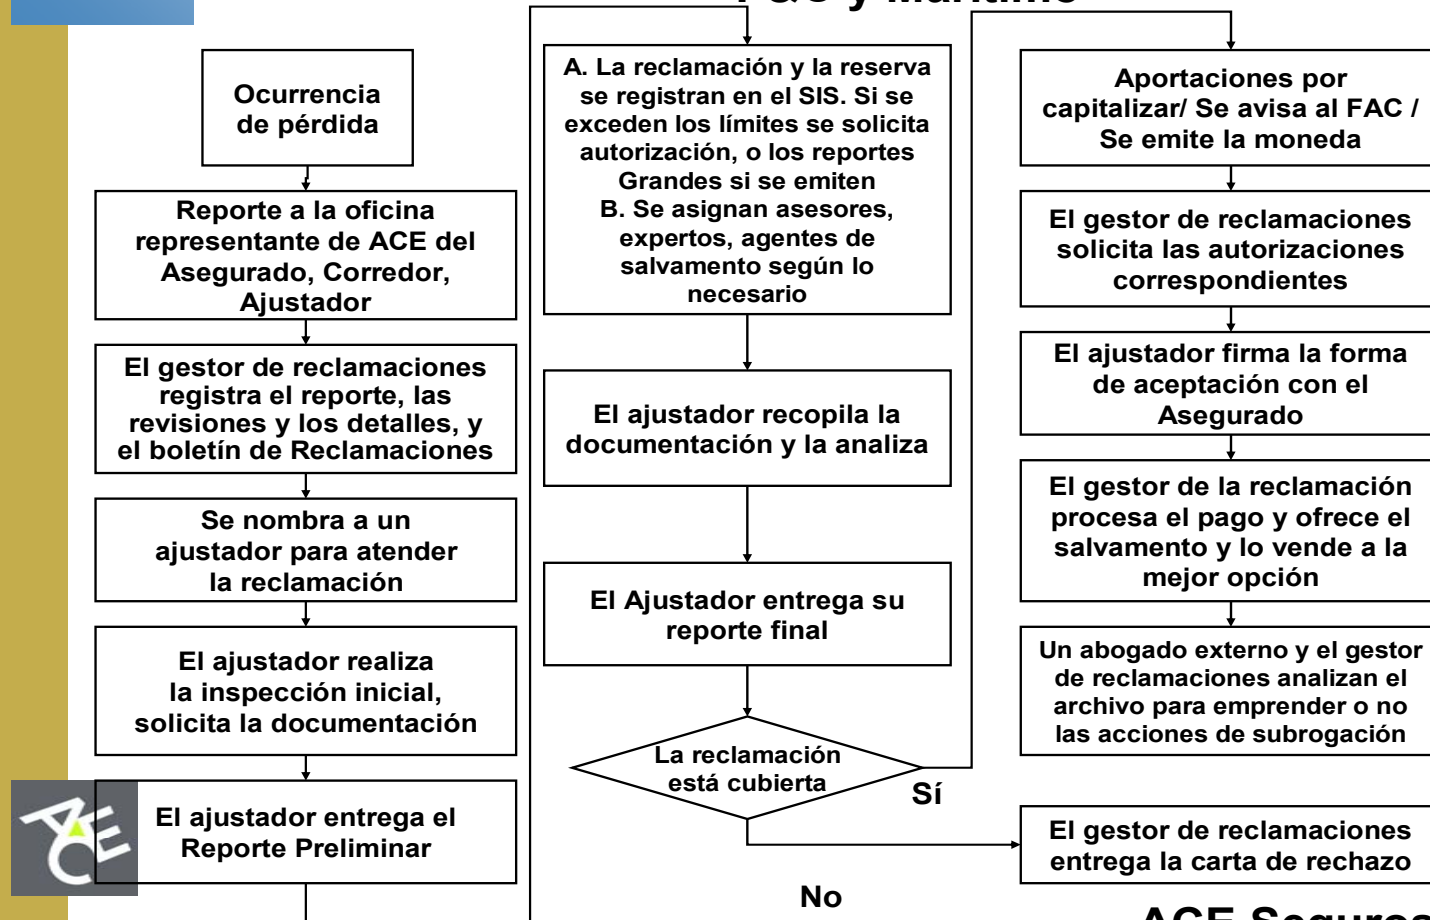 P&C y Marítimo
Ocurrencia
de pérdida
Reporte a la oficina
representante de ACE del
Asegurado, Corredor,
Ajustador
El gestor de reclamaciones
registra el reporte, las
revisiones y los detalles, y
el boletín de Reclamaciones
Se nombra a un
ajustador para atender
la reclamación
El ajustador realiza
la inspección inicial,
solicita la documentación
El ajustador entrega el
Reporte Preliminar
A. La reclamación y la reserva
se registran en el SIS. Si se
exceden los límites se solicita
autorización, o los reportes
Grandes si se emiten
B. Se asignan asesores,
expertos, agentes de
salvamento según lo
necesario
El ajustador recopila la
documentación y la analiza
El Ajustador entrega su
reporte final
La reclamación
está cubierta
Sí
No
Aportaciones por
capitalizar/ Se avisa al FAC /
Se emite la moneda
El gestor de reclamaciones
solicita las autorizaciones
correspondientes
El ajustador firma la forma
de aceptación con el
Asegurado
El gestor de la reclamación
procesa el pago y ofrece el
salvamento y lo vende a la
mejor opción
Un abogado externo y el gestor
de reclamaciones analizan el
archivo para emprender o no
las acciones de subrogación
El gestor de reclamaciones
entrega la carta de rechazo
ACE
ACE Seguros